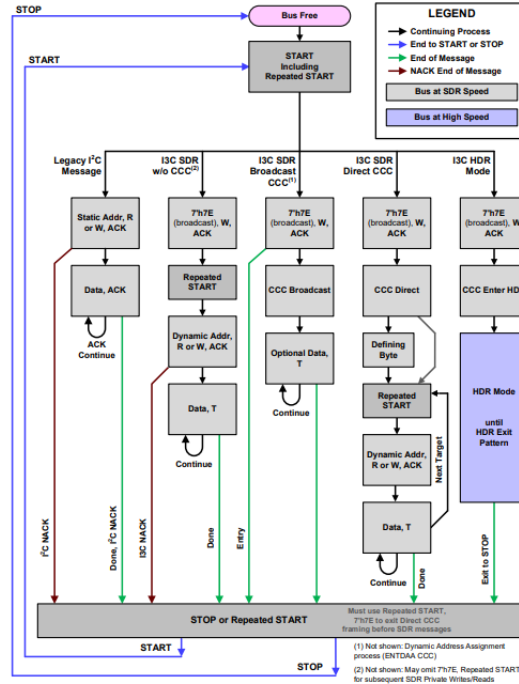 STOP
Bus Free
START
START
Including
Repeated START
LEGEND
Continuing Process
End to START or STOP
End of Message
NACK End of Message
Bus at SDR Speed
Bus at High Speed
Legacy I²C
Message
I3C SDR
w/o CCC(2)
I3C SDR
Broadcast
CCC(1)
I3C SDR
Direct CCC
I3C HDR
Mode
Static Addr, R
or W, ACK
7'h7E
(broadcast), W,
ACK
7'h7E
(broadcast), W,
ACK
7'h7E
(broadcast), W,
ACK
7'h7E
(broadcast), W,
ACK
Data, ACK
Repeated
START
CCC Broadcast
CCC Direct
CCC Enter HD
ACK
Continue
Dynamic Addr,
R or W, ACK
Optional Data,
T
Defining
Byte
HDR Mode
until
HDR Exit
Pattern
Data, T
Continue
Continue
Repeated
START
Dynamic Addr,
R or W, ACK
Next Target
Data, T
Continue
I²C NACK
Done, I²C NACK
I3C NACK
Done
Entry
Done
Exit to STOP
STOP or Repeated START
Must use Repeated START,
7'h7E to exit Direct CCC
framing before SDR messages
START
STOP
(1) Not shown: Dynamic Address Assignment
process (ENTDAA CCC)
(2) Not shown: May omit 7'h7E, Repeated START
for subsequent SDR Private Writes/Reads